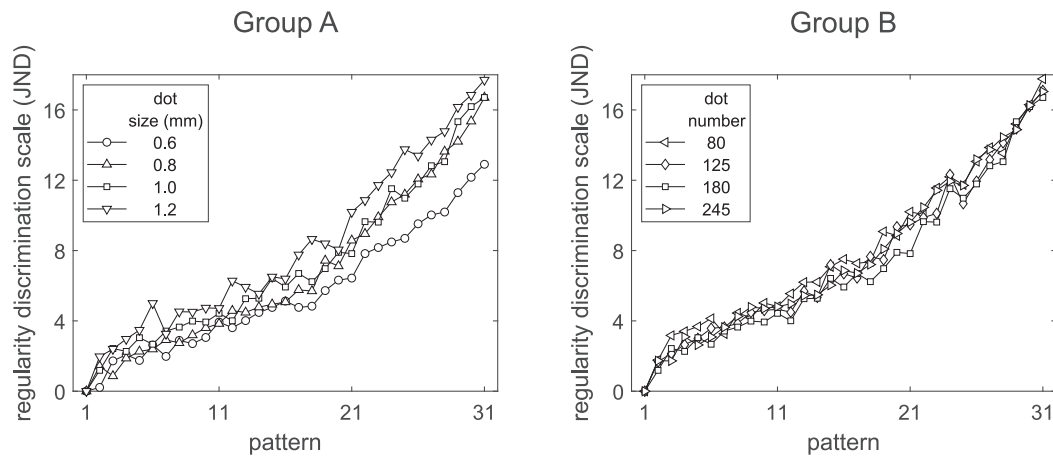 Group A
regularity discrimination scale (JND)
16
12
8
4
0
dot
size (mm)
0.6
0.8
1.0
1.2
1
11
21
31
pattern
Group B
regularity discrimination scale (JND)
16
12
8
4
0
dot
number
80
125
180
245
1
11
21
31
pattern